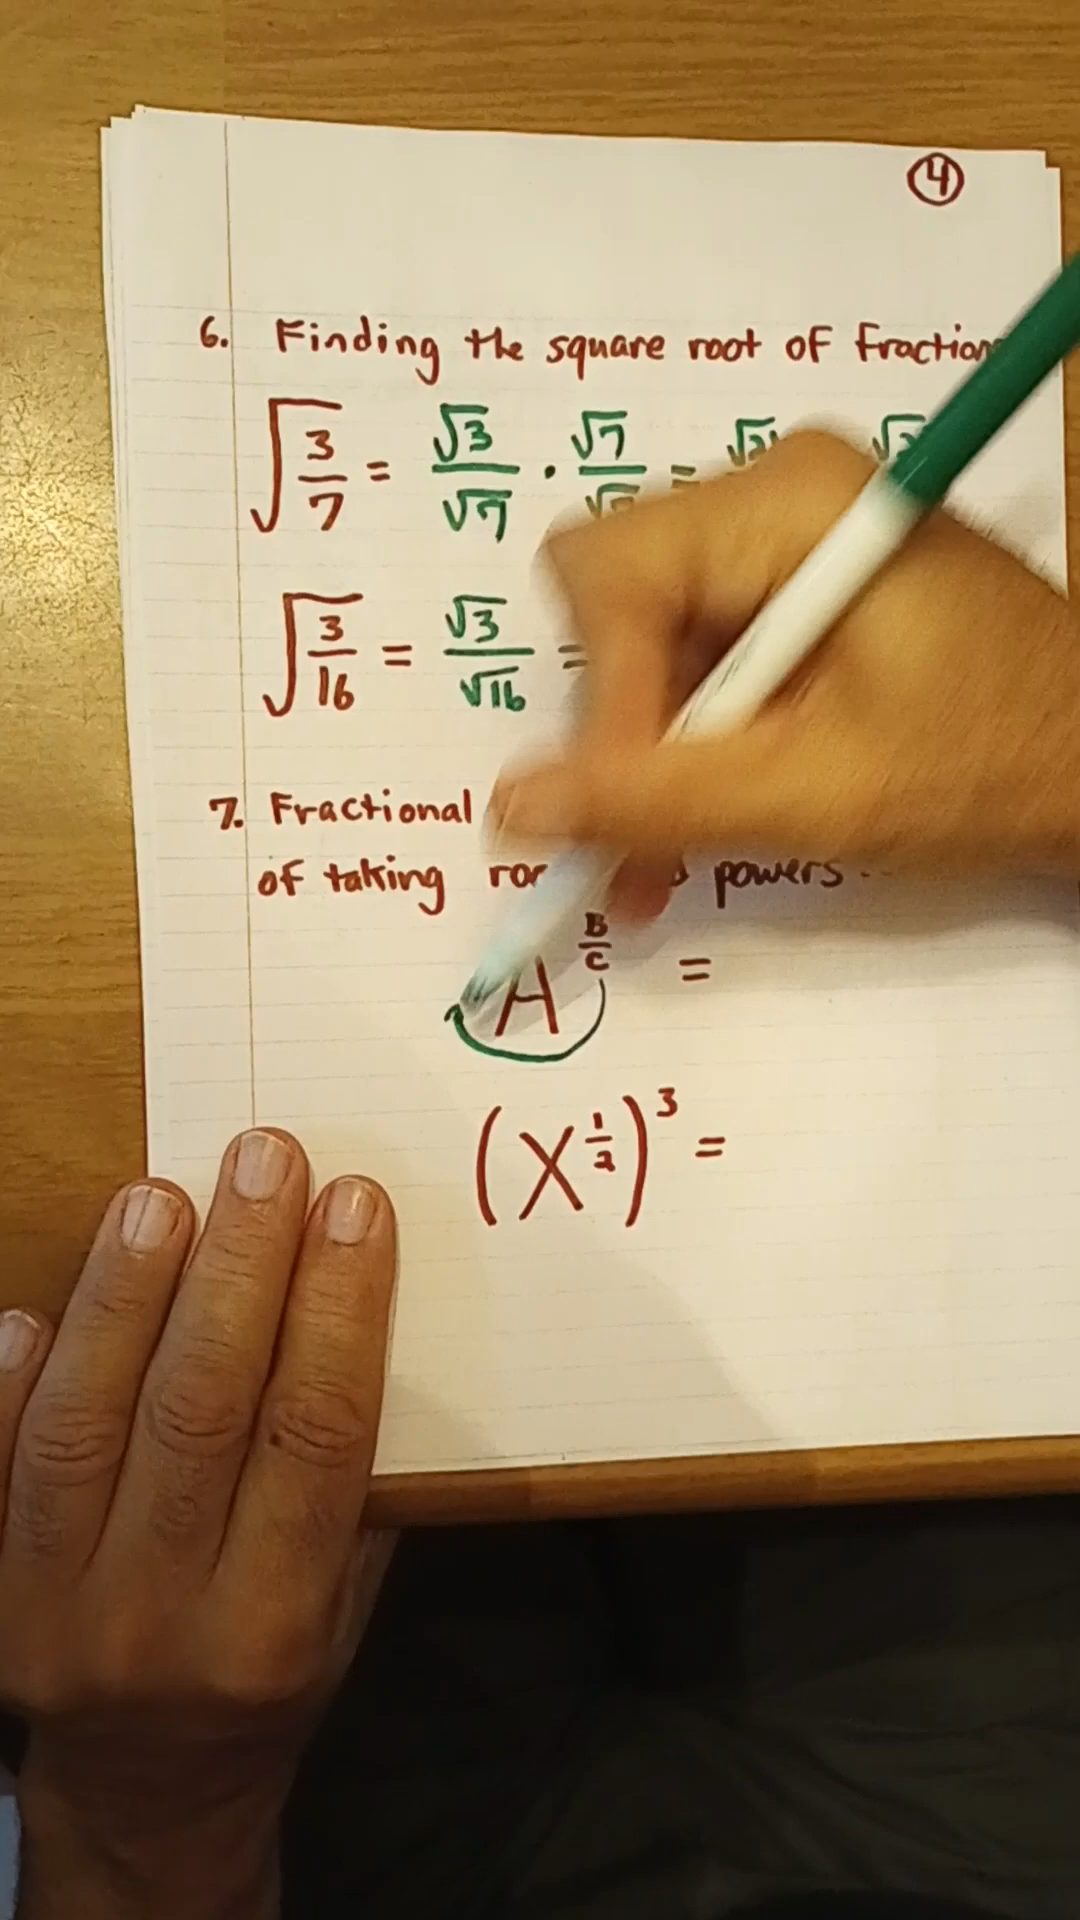 4
6. Finding the square root of fraction
√(3/7) = √3/√7 · √7/√ =
√(3/16) = √3/√16 =
7. Fractional
of taking powers...
A^(B/C) =
(x^(1/2))^3 =